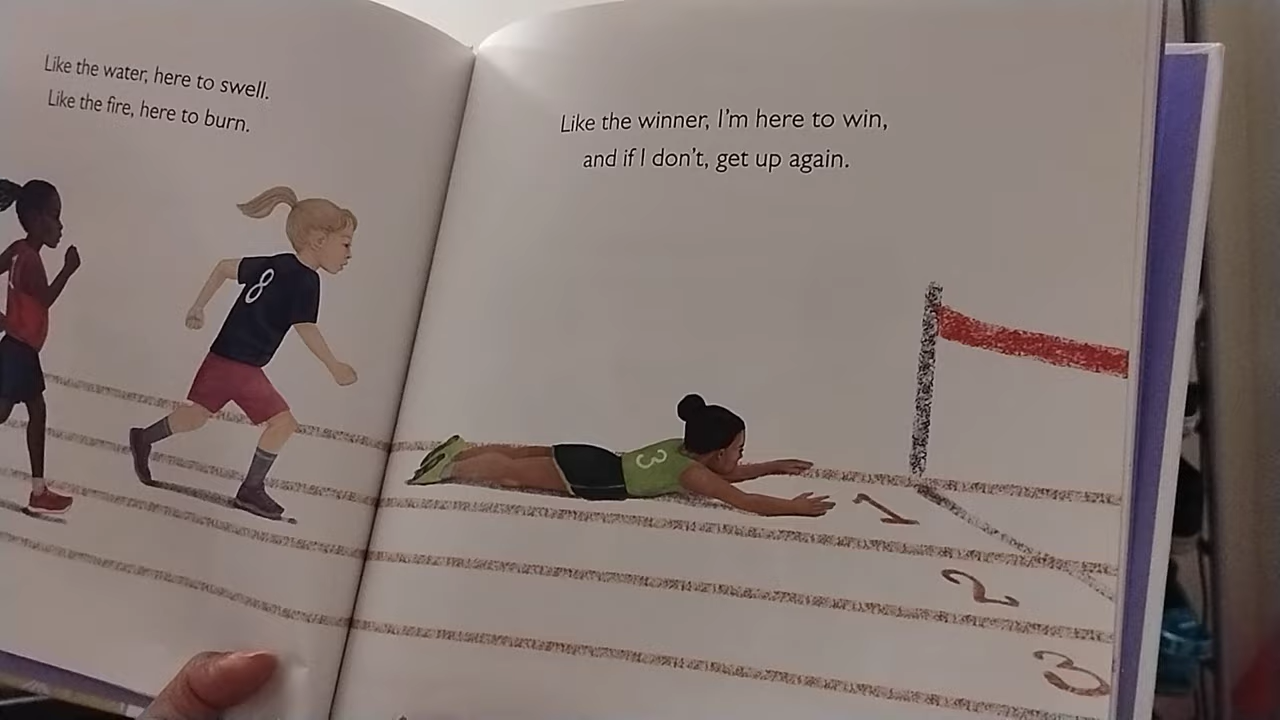 Like the water, here to swell.
Like the fire, here to burn.
Like the winner, I'm here to win,
and if I don't, get up again.
1
8
3
1
2
3